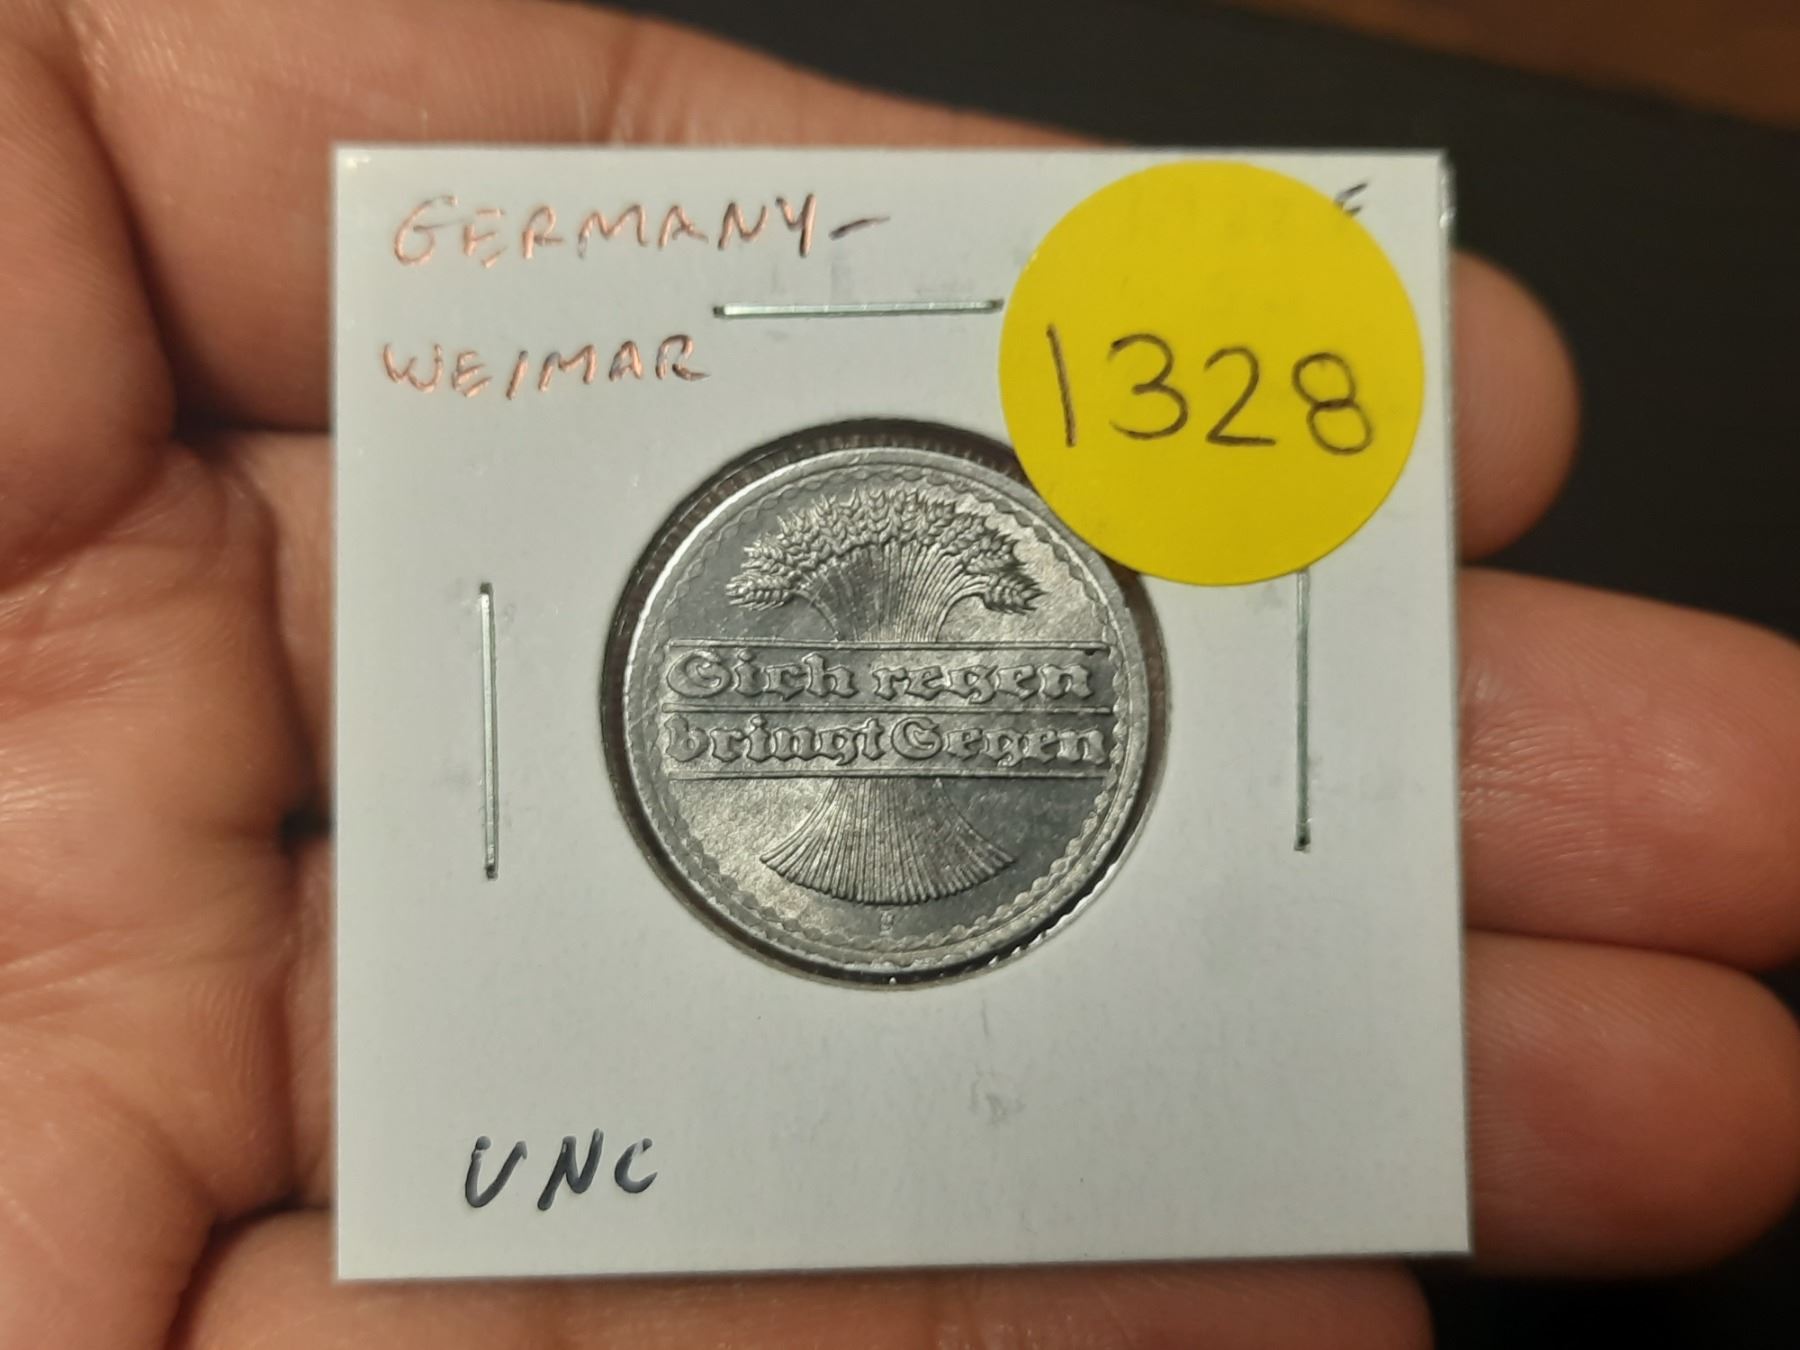 GERMANY-
WEIMAR
1328
Sich regen
bringt Segen
F
UNC